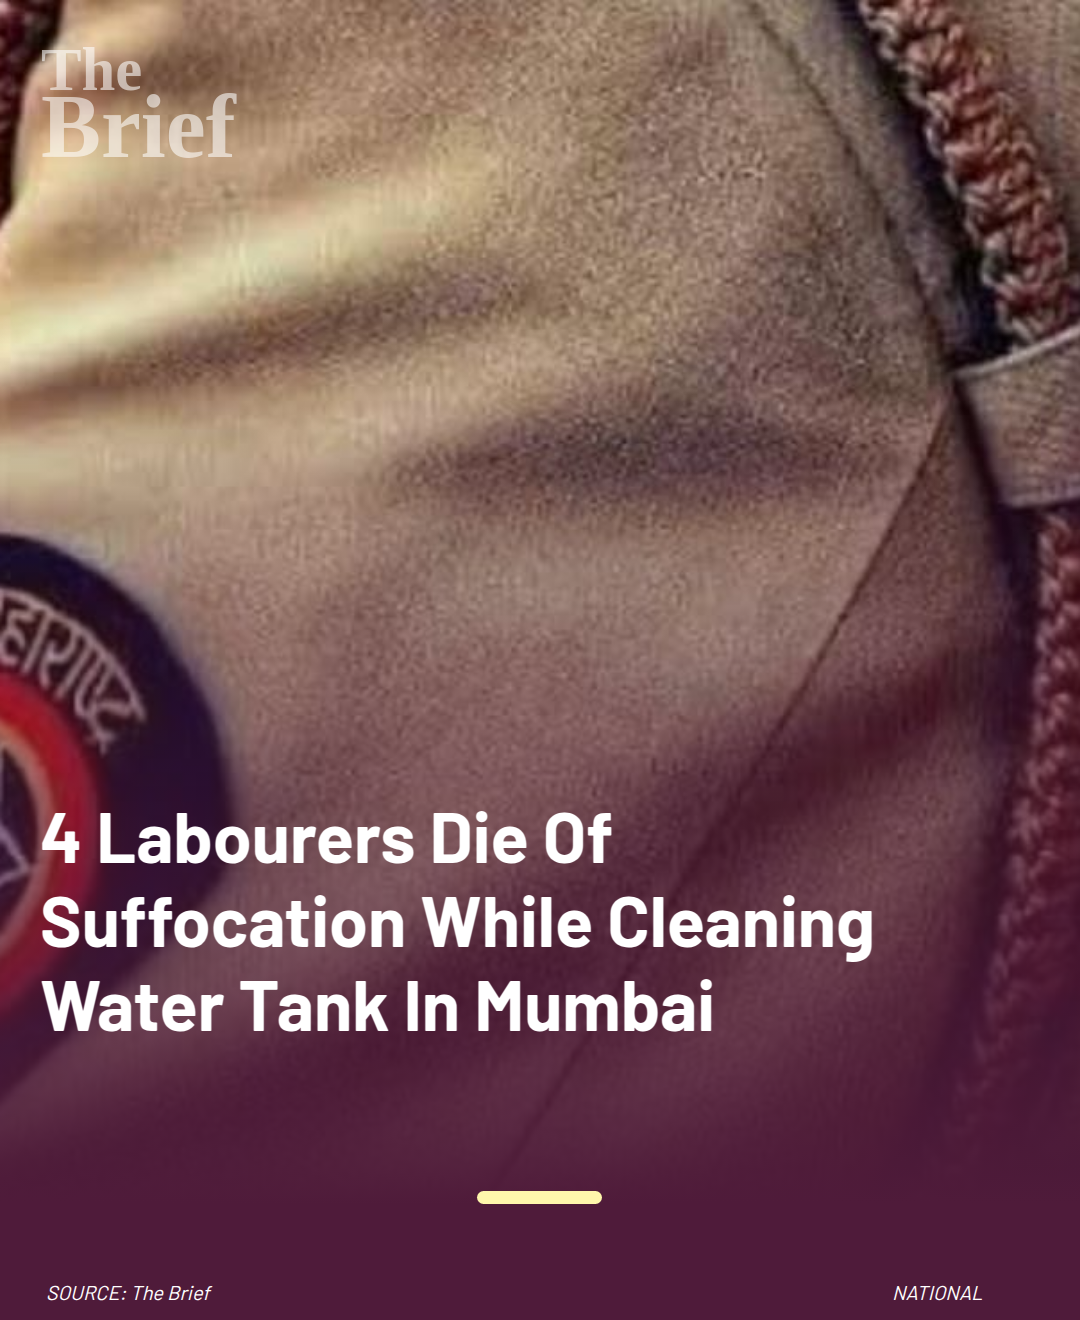 The
Brief
4 Labourers Die Of
Suffocation While Cleaning
Water Tank In Mumbai
SOURCE: The Brief
NATIONAL